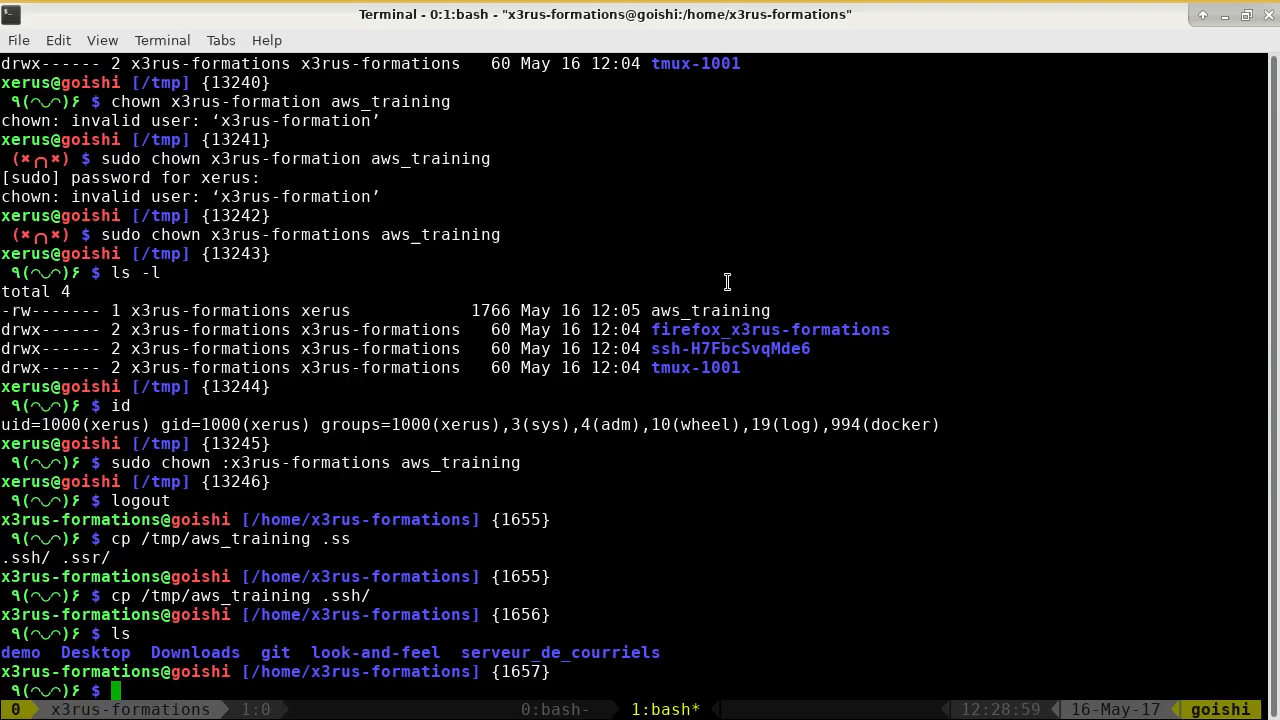 Terminal - 0:1:bash - "x3rus-formations@goishi:/home/x3rus-formations"
File Edit View Terminal Tabs Help
drwx------ 2 x3rus-formations x3rus-formations   60 May 16 12:04 tmux-1001
xerus@goishi [/tmp] {13240}
٩(◠◡◠)۶ $ chown x3rus-formation aws_training
chown: invalid user: ‘x3rus-formation’
xerus@goishi [/tmp] {13241}
(✖╭╮✖) $ sudo chown x3rus-formation aws_training
[sudo] password for xerus:
chown: invalid user: ‘x3rus-formation’
xerus@goishi [/tmp] {13242}
(✖╭╮✖) $ sudo chown x3rus-formations aws_training
xerus@goishi [/tmp] {13243}
٩(◠◡◠)۶ $ ls -l
total 4
-rw------- 1 x3rus-formations xerus            1766 May 16 12:05 aws_training
drwx------ 2 x3rus-formations x3rus-formations   60 May 16 12:04 firefox_x3rus-formations
drwx------ 2 x3rus-formations x3rus-formations   60 May 16 12:04 ssh-H7FbcSvqMde6
drwx------ 2 x3rus-formations x3rus-formations   60 May 16 12:04 tmux-1001
xerus@goishi [/tmp] {13244}
٩(◠◡◠)۶ $ id
uid=1000(xerus) gid=1000(xerus) groups=1000(xerus),3(sys),4(adm),10(wheel),19(log),994(docker)
xerus@goishi [/tmp] {13245}
٩(◠◡◠)۶ $ sudo chown :x3rus-formations aws_training
xerus@goishi [/tmp] {13246}
٩(◠◡◠)۶ $ logout
x3rus-formations@goishi [/home/x3rus-formations] {1655}
٩(◠◡◠)۶ $ cp /tmp/aws_training .ss
.ssh/ .ssr/
x3rus-formations@goishi [/home/x3rus-formations] {1655}
٩(◠◡◠)۶ $ cp /tmp/aws_training .ssh/
x3rus-formations@goishi [/home/x3rus-formations] {1656}
٩(◠◡◠)۶ $ ls
demo  Desktop  Downloads  git  look-and-feel  serveur_de_courriels
x3rus-formations@goishi [/home/x3rus-formations] {1657}
٩(◠◡◠)۶ $
0 x3rus-formations 1:0 0:bash- 1:bash* 12:28:59 16-May-17 goishi